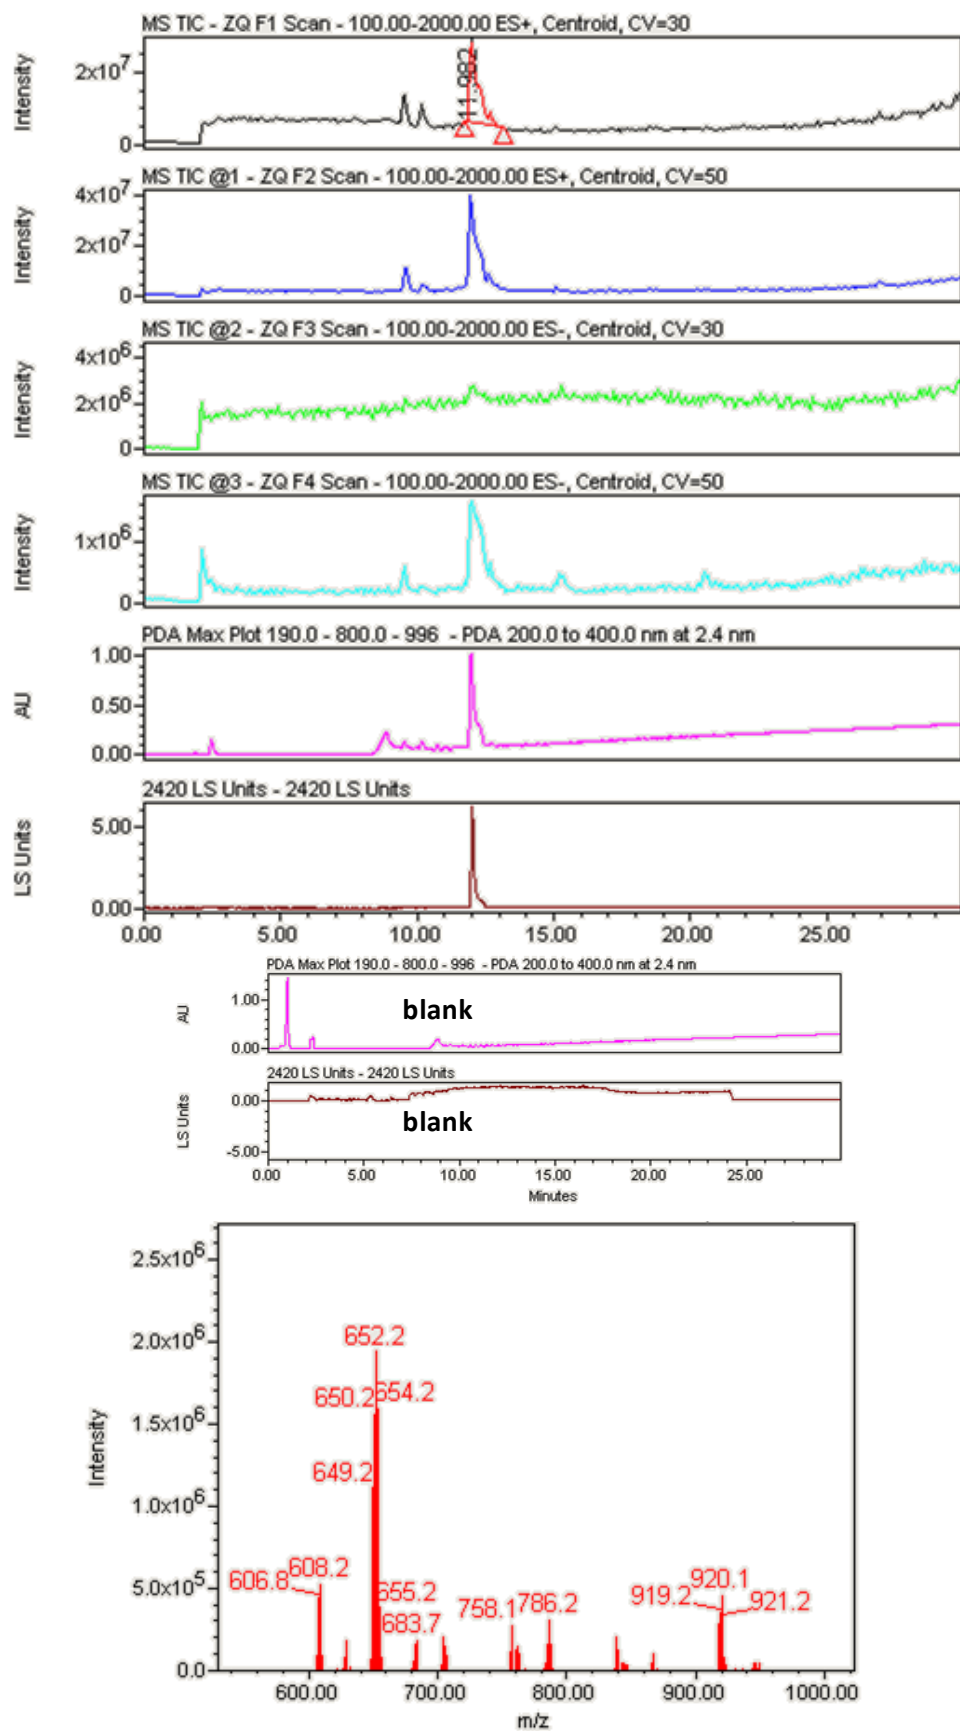 MS TIC - ZQ F1 Scan - 100.00-2000.00 ES+, Centroid, CV=30
Intensity
2x10⁷
0
11.982
MS TIC @1 - ZQ F2 Scan - 100.00-2000.00 ES+, Centroid, CV=50
Intensity
4x10⁷
2x10⁷
0
MS TIC @2 - ZQ F3 Scan - 100.00-2000.00 ES-, Centroid, CV=30
Intensity
4x10⁶
2x10⁶
0
MS TIC @3 - ZQ F4 Scan - 100.00-2000.00 ES-, Centroid, CV=50
Intensity
1x10⁶
0
PDA Max Plot 190.0 - 800.0 - 996 - PDA 200.0 to 400.0 nm at 2.4 nm
AU
1.00
0.50
0.00
2420 LS Units - 2420 LS Units
LS Units
5.00
0.00
0.00 5.00 10.00 15.00 20.00 25.00
PDA Max Plot 190.0 - 800.0 - 996 - PDA 200.0 to 400.0 nm at 2.4 nm
AU
1.00
0.00
blank
2420 LS Units - 2420 LS Units
LS Units
0.00
-5.00
blank
0.00 5.00 10.00 15.00 20.00 25.00
Minutes
Intensity
2.5x10⁶
2.0x10⁶
1.5x10⁶
1.0x10⁶
5.0x10⁵
0.0
652.2
650.2 654.2
649.2
606.8 608.2
655.2
683.7
758.1 786.2
919.2 920.1 921.2
600.00 700.00 800.00 900.00 1000.00
m/z